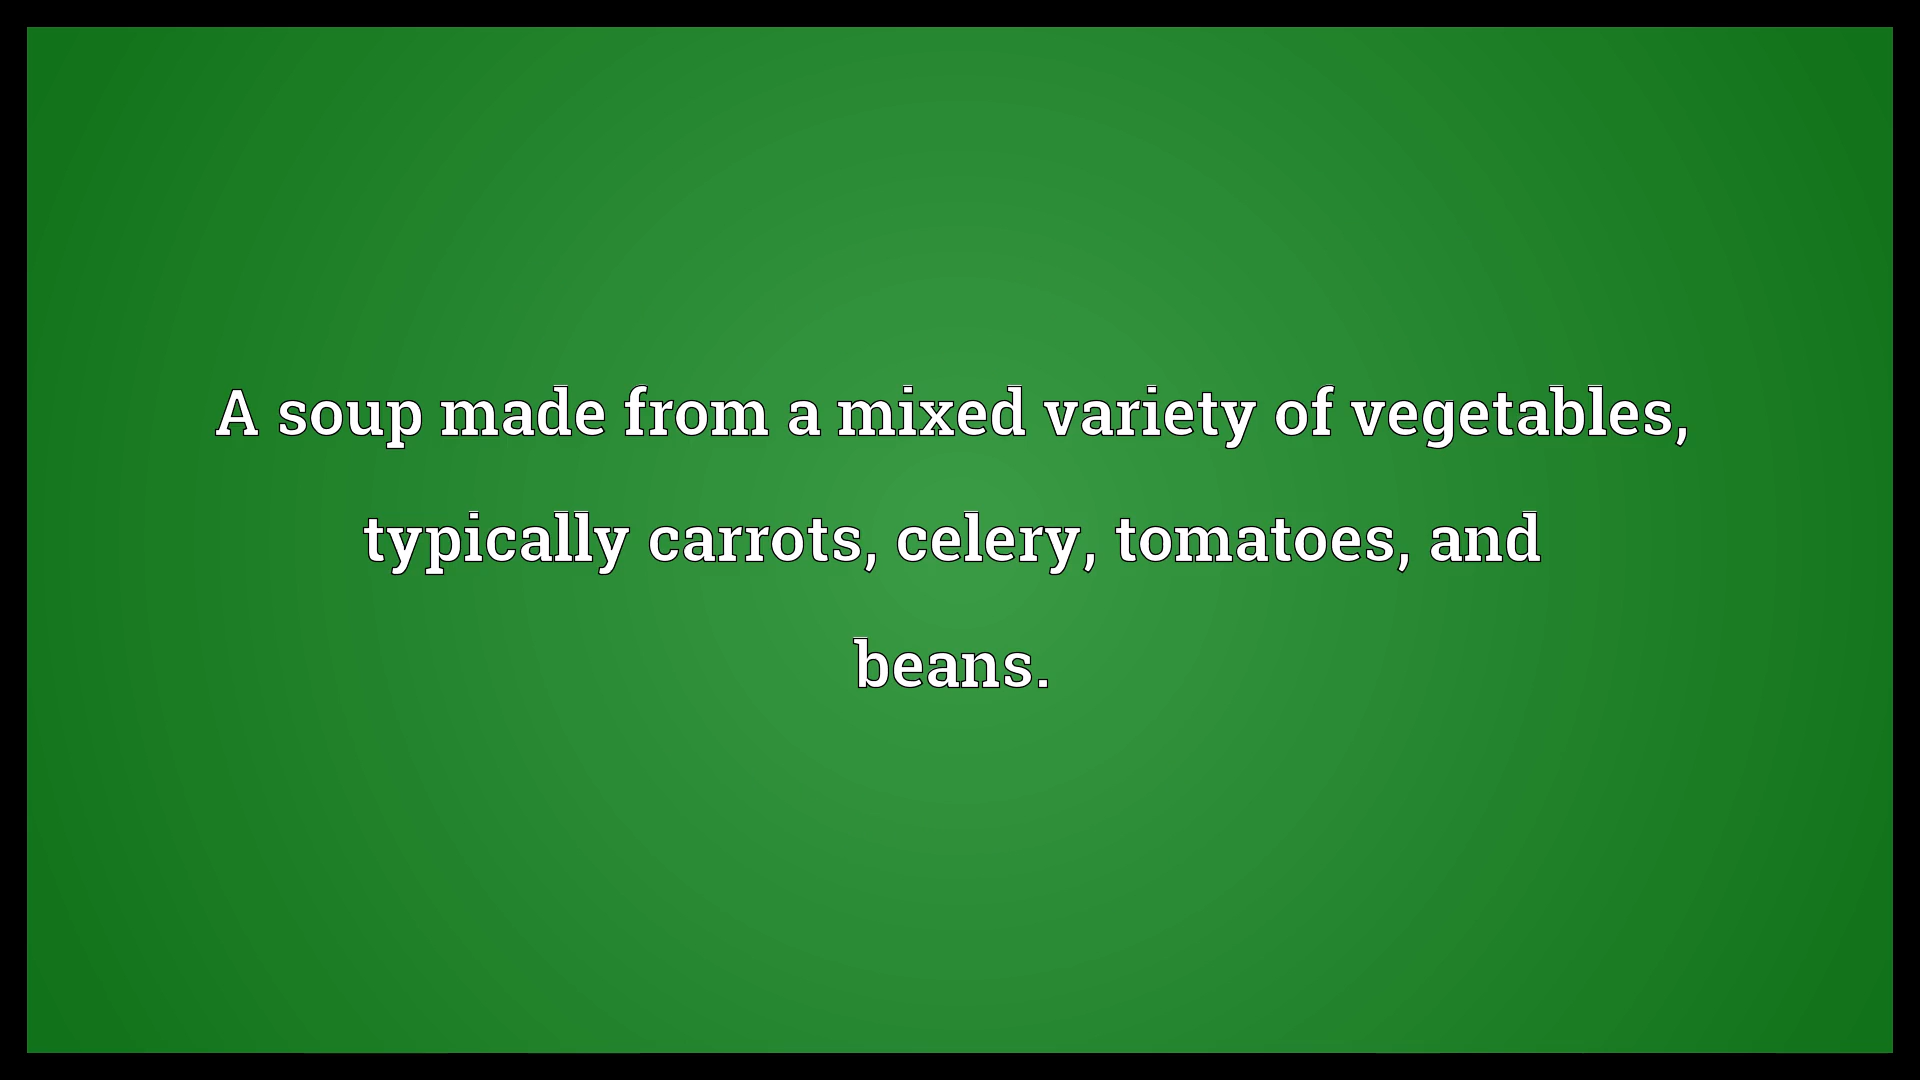 A soup made from a mixed variety of vegetables,
typically carrots, celery, tomatoes, and
beans.